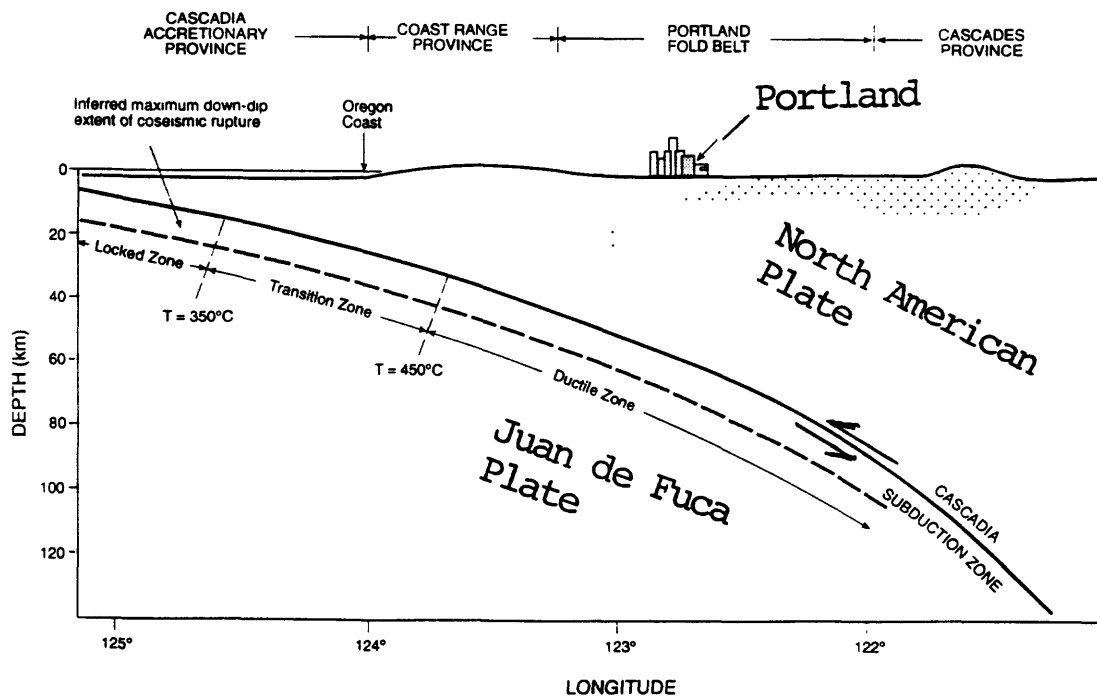 CASCADIA
ACCRETIONARY
PROVINCE
COAST RANGE
PROVINCE
PORTLAND
FOLD BELT
CASCADES
PROVINCE
Inferred maximum down-dip
extent of coseismic rupture
Oregon
Coast
Portland
0
20
40
60
80
100
120
DEPTH (km)
Locked Zone
T = 350°C
Transition Zone
T = 450°C
Ductile Zone
North American
Plate
Juan de Fuca
Plate
CASCADIA
SUBDUCTION ZONE
125° 124° 123° 122°
LONGITUDE